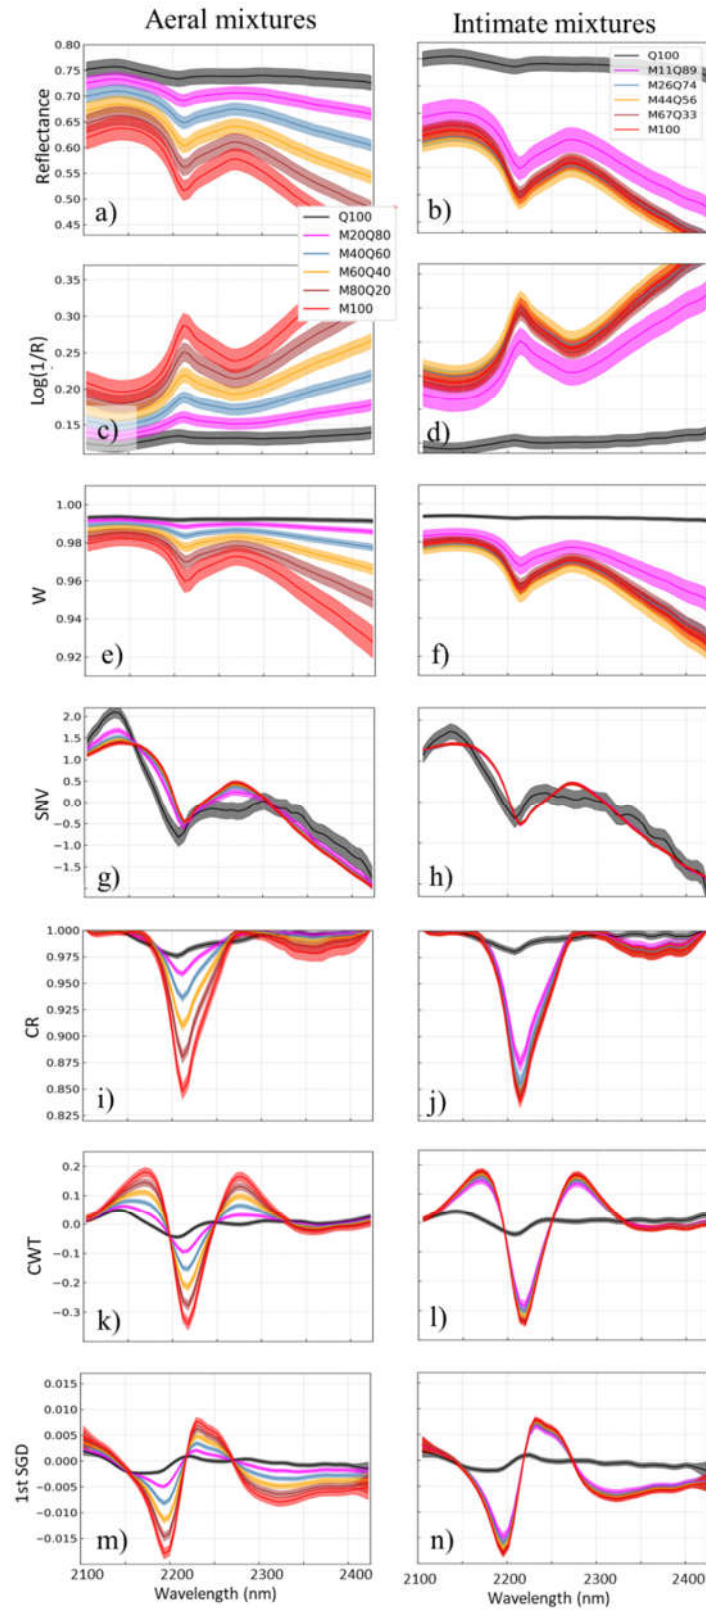 Aeral mixtures
Intimate mixtures
0.80
0.75
0.70
0.65
0.60
0.55
0.50
0.45
Reflectance
a)
Q100
M11Q89
M26Q74
M44Q56
M67Q33
M100
b)
Q100
M20Q80
M40Q60
M60Q40
M80Q20
M100
0.35
0.30
0.25
0.20
0.15
Log(1/R)
c)
d)
1.00
0.98
0.96
0.94
0.92
W
e)
f)
2.0
1.5
1.0
0.5
0.0
−0.5
−1.0
−1.5
SNV
g)
h)
1.000
0.975
0.950
0.925
0.900
0.875
0.850
0.825
CR
i)
j)
0.2
0.1
0.0
−0.1
−0.2
−0.3
CWT
k)
l)
0.015
0.010
0.005
0.000
−0.005
−0.010
−0.015
1st SGD
m)
n)
2100 2200 2300 2400
2200 2300 2400
Wavelength (nm)
Wavelength (nm)